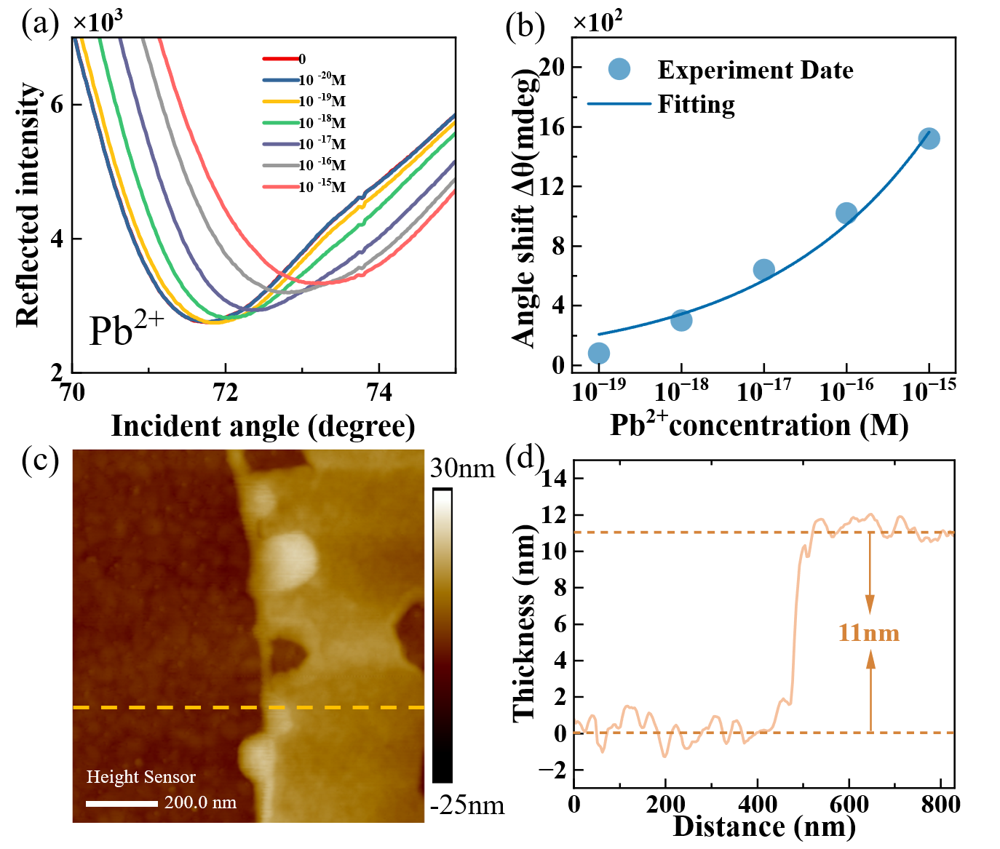 (a)
×10³
Reflected intensity
6
4
2
0
10 -20M
10 -19M
10 -18M
10 -17M
10 -16M
10 -15M
Pb²⁺
70 72 74
Incident angle (degree)
(b)
×10²
Angle shift Δθ(mdeg)
20
16
12
8
4
0
Experiment Date
Fitting
10⁻¹⁹ 10⁻¹⁸ 10⁻¹⁷ 10⁻¹⁶ 10⁻¹⁵
Pb²⁺concentration (M)
(c)
30nm
-25nm
Height Sensor
200.0 nm
(d)
Thickness (nm)
14
12
10
8
6
4
2
0
−2
11nm
0 200 400 600 800
Distance (nm)